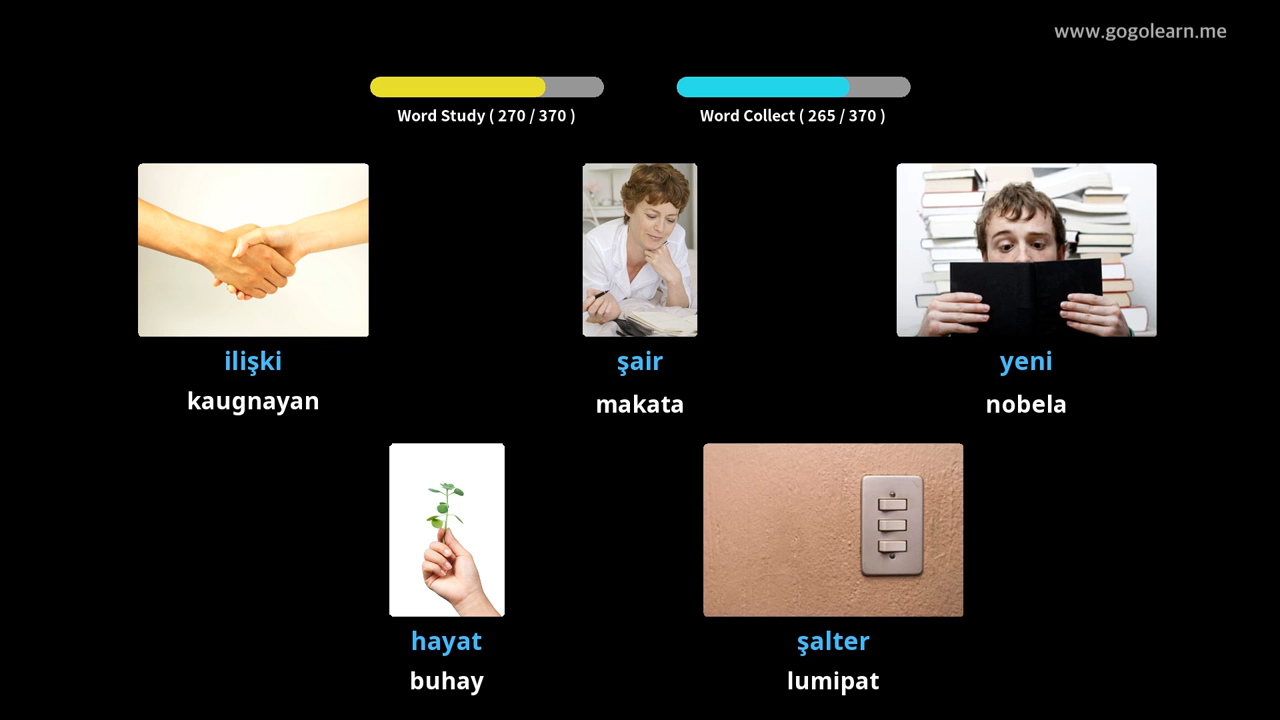 www.gogolearn.me
Word Study ( 270 / 370 )
Word Collect ( 265 / 370 )
ilişki
kaugnayan
şair
makata
yeni
nobela
hayat
buhay
şalter
lumipat